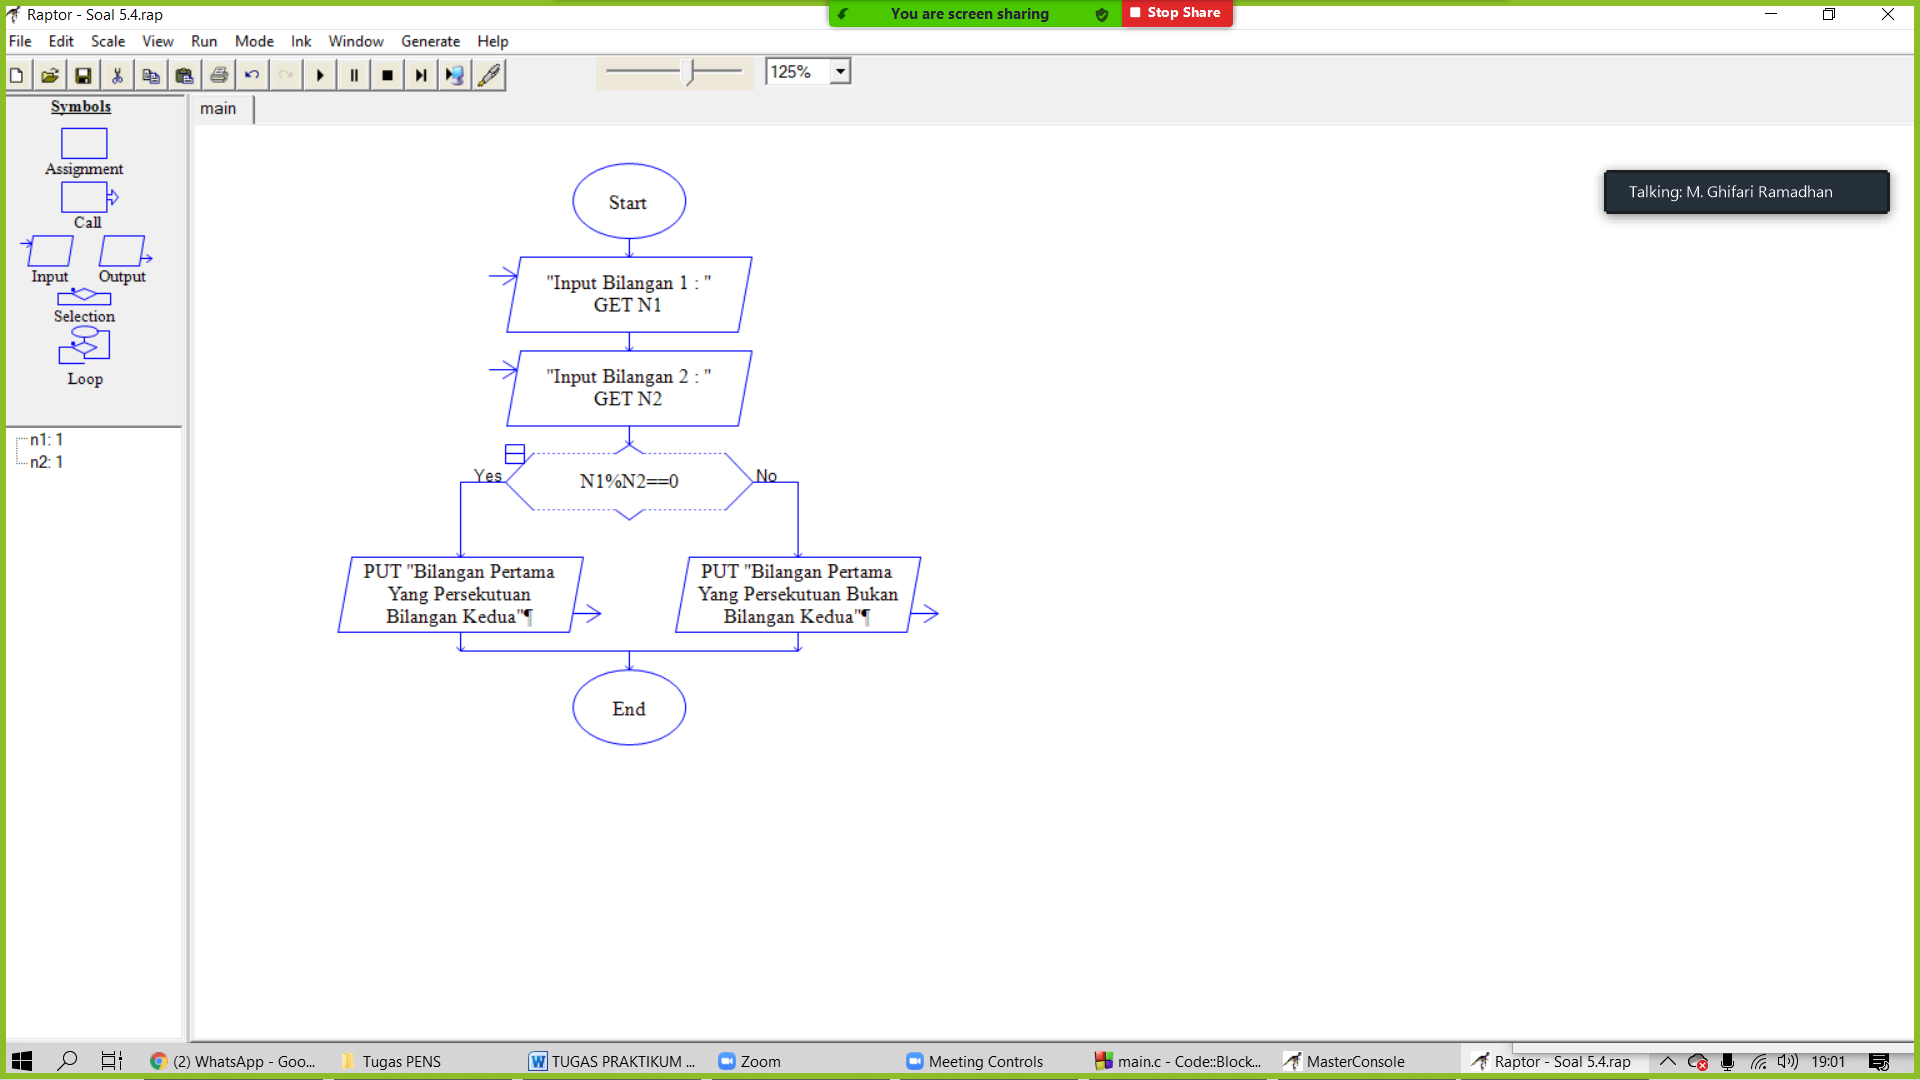 Raptor - Soal 5.4.rap
You are screen sharing
Stop Share
File Edit Scale View Run Mode Ink Window Generate Help
125%
Symbols
Assignment
Call
Input Output
Selection
Loop
n1: 1
n2: 1
main
Talking: M. Ghifari Ramadhan
Start
"Input Bilangan 1 : "
GET N1
"Input Bilangan 2 : "
GET N2
Yes
N1%N2==0
No
PUT "Bilangan Pertama
Yang Persekutuan
Bilangan Kedua"¶
PUT "Bilangan Pertama
Yang Persekutuan Bukan
Bilangan Kedua"¶
End
(2) WhatsApp - Goo...
Tugas PENS
TUGAS PRAKTIKUM ...
Zoom
Meeting Controls
main.c - Code::Block...
MasterConsole
Raptor - Soal 5.4.rap
19:01